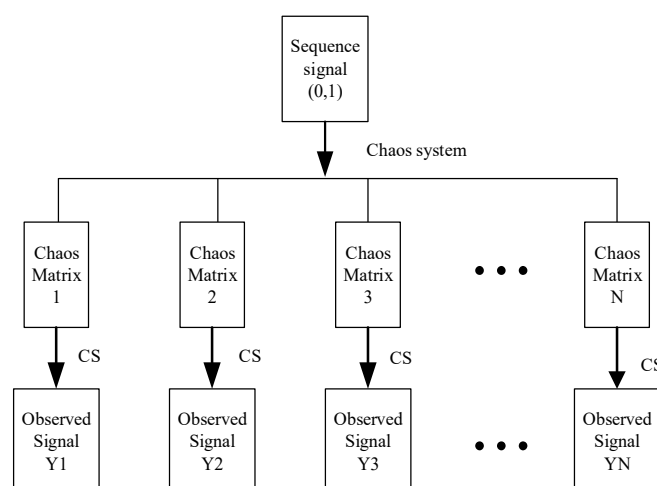 Sequence
signal
(0,1)
Chaos system
Chaos
Matrix
1
Chaos
Matrix
2
Chaos
Matrix
3
Chaos
Matrix
N
CS
CS
CS
CS
Observed
Signal
Y1
Observed
Signal
Y2
Observed
Signal
Y3
Observed
Signal
YN